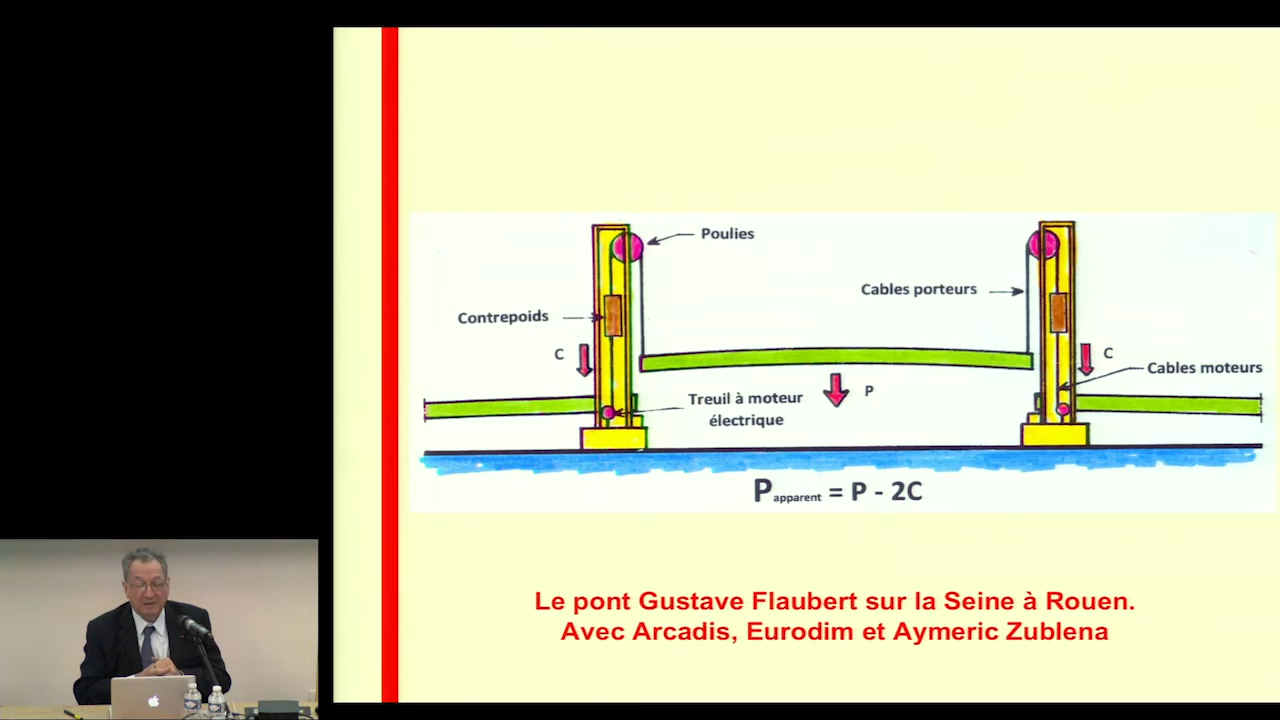 Poulies
Cables porteurs
Contrepoids
C
C
Cables moteurs
P
Treuil à moteur
électrique
Papparent = P - 2C
Le pont Gustave Flaubert sur la Seine à Rouen.
Avec Arcadis, Eurodim et Aymeric Zublena